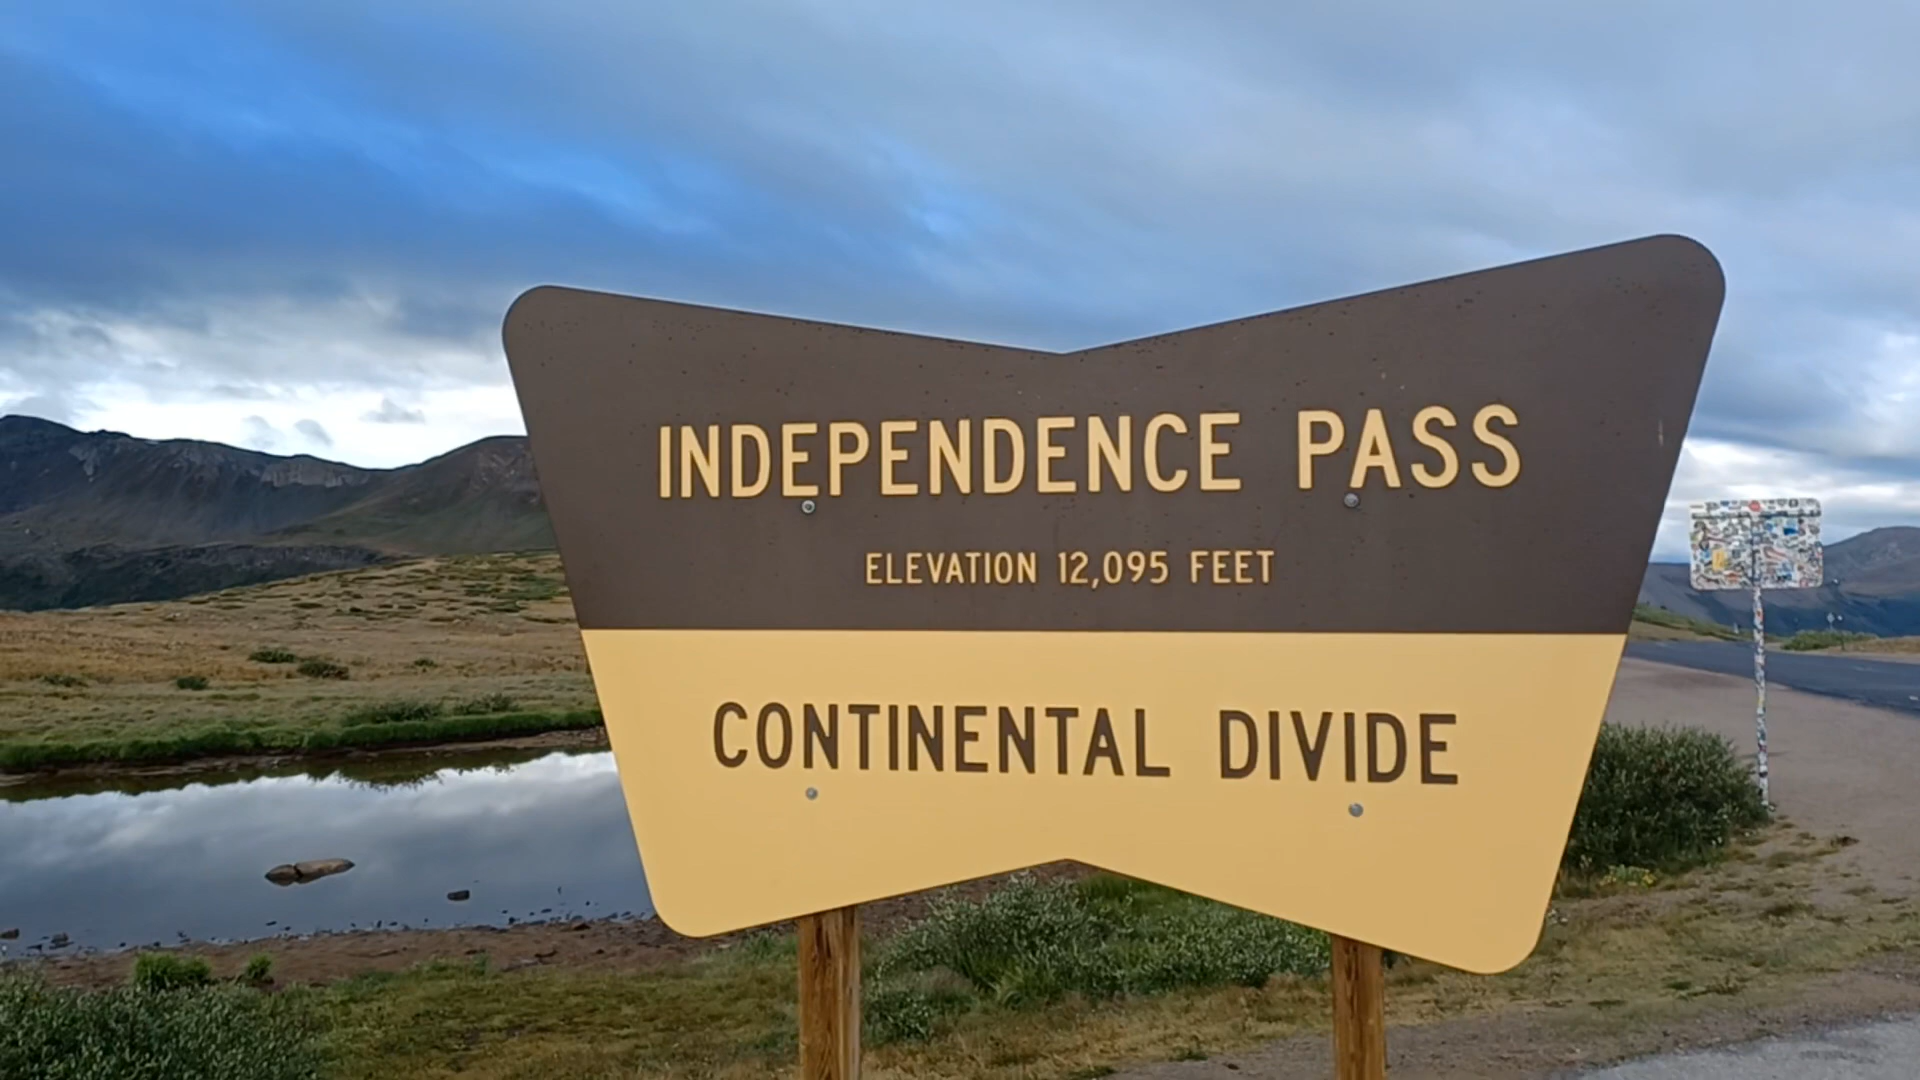 INDEPENDENCE PASS
ELEVATION 12,095 FEET
CONTINENTAL DIVIDE